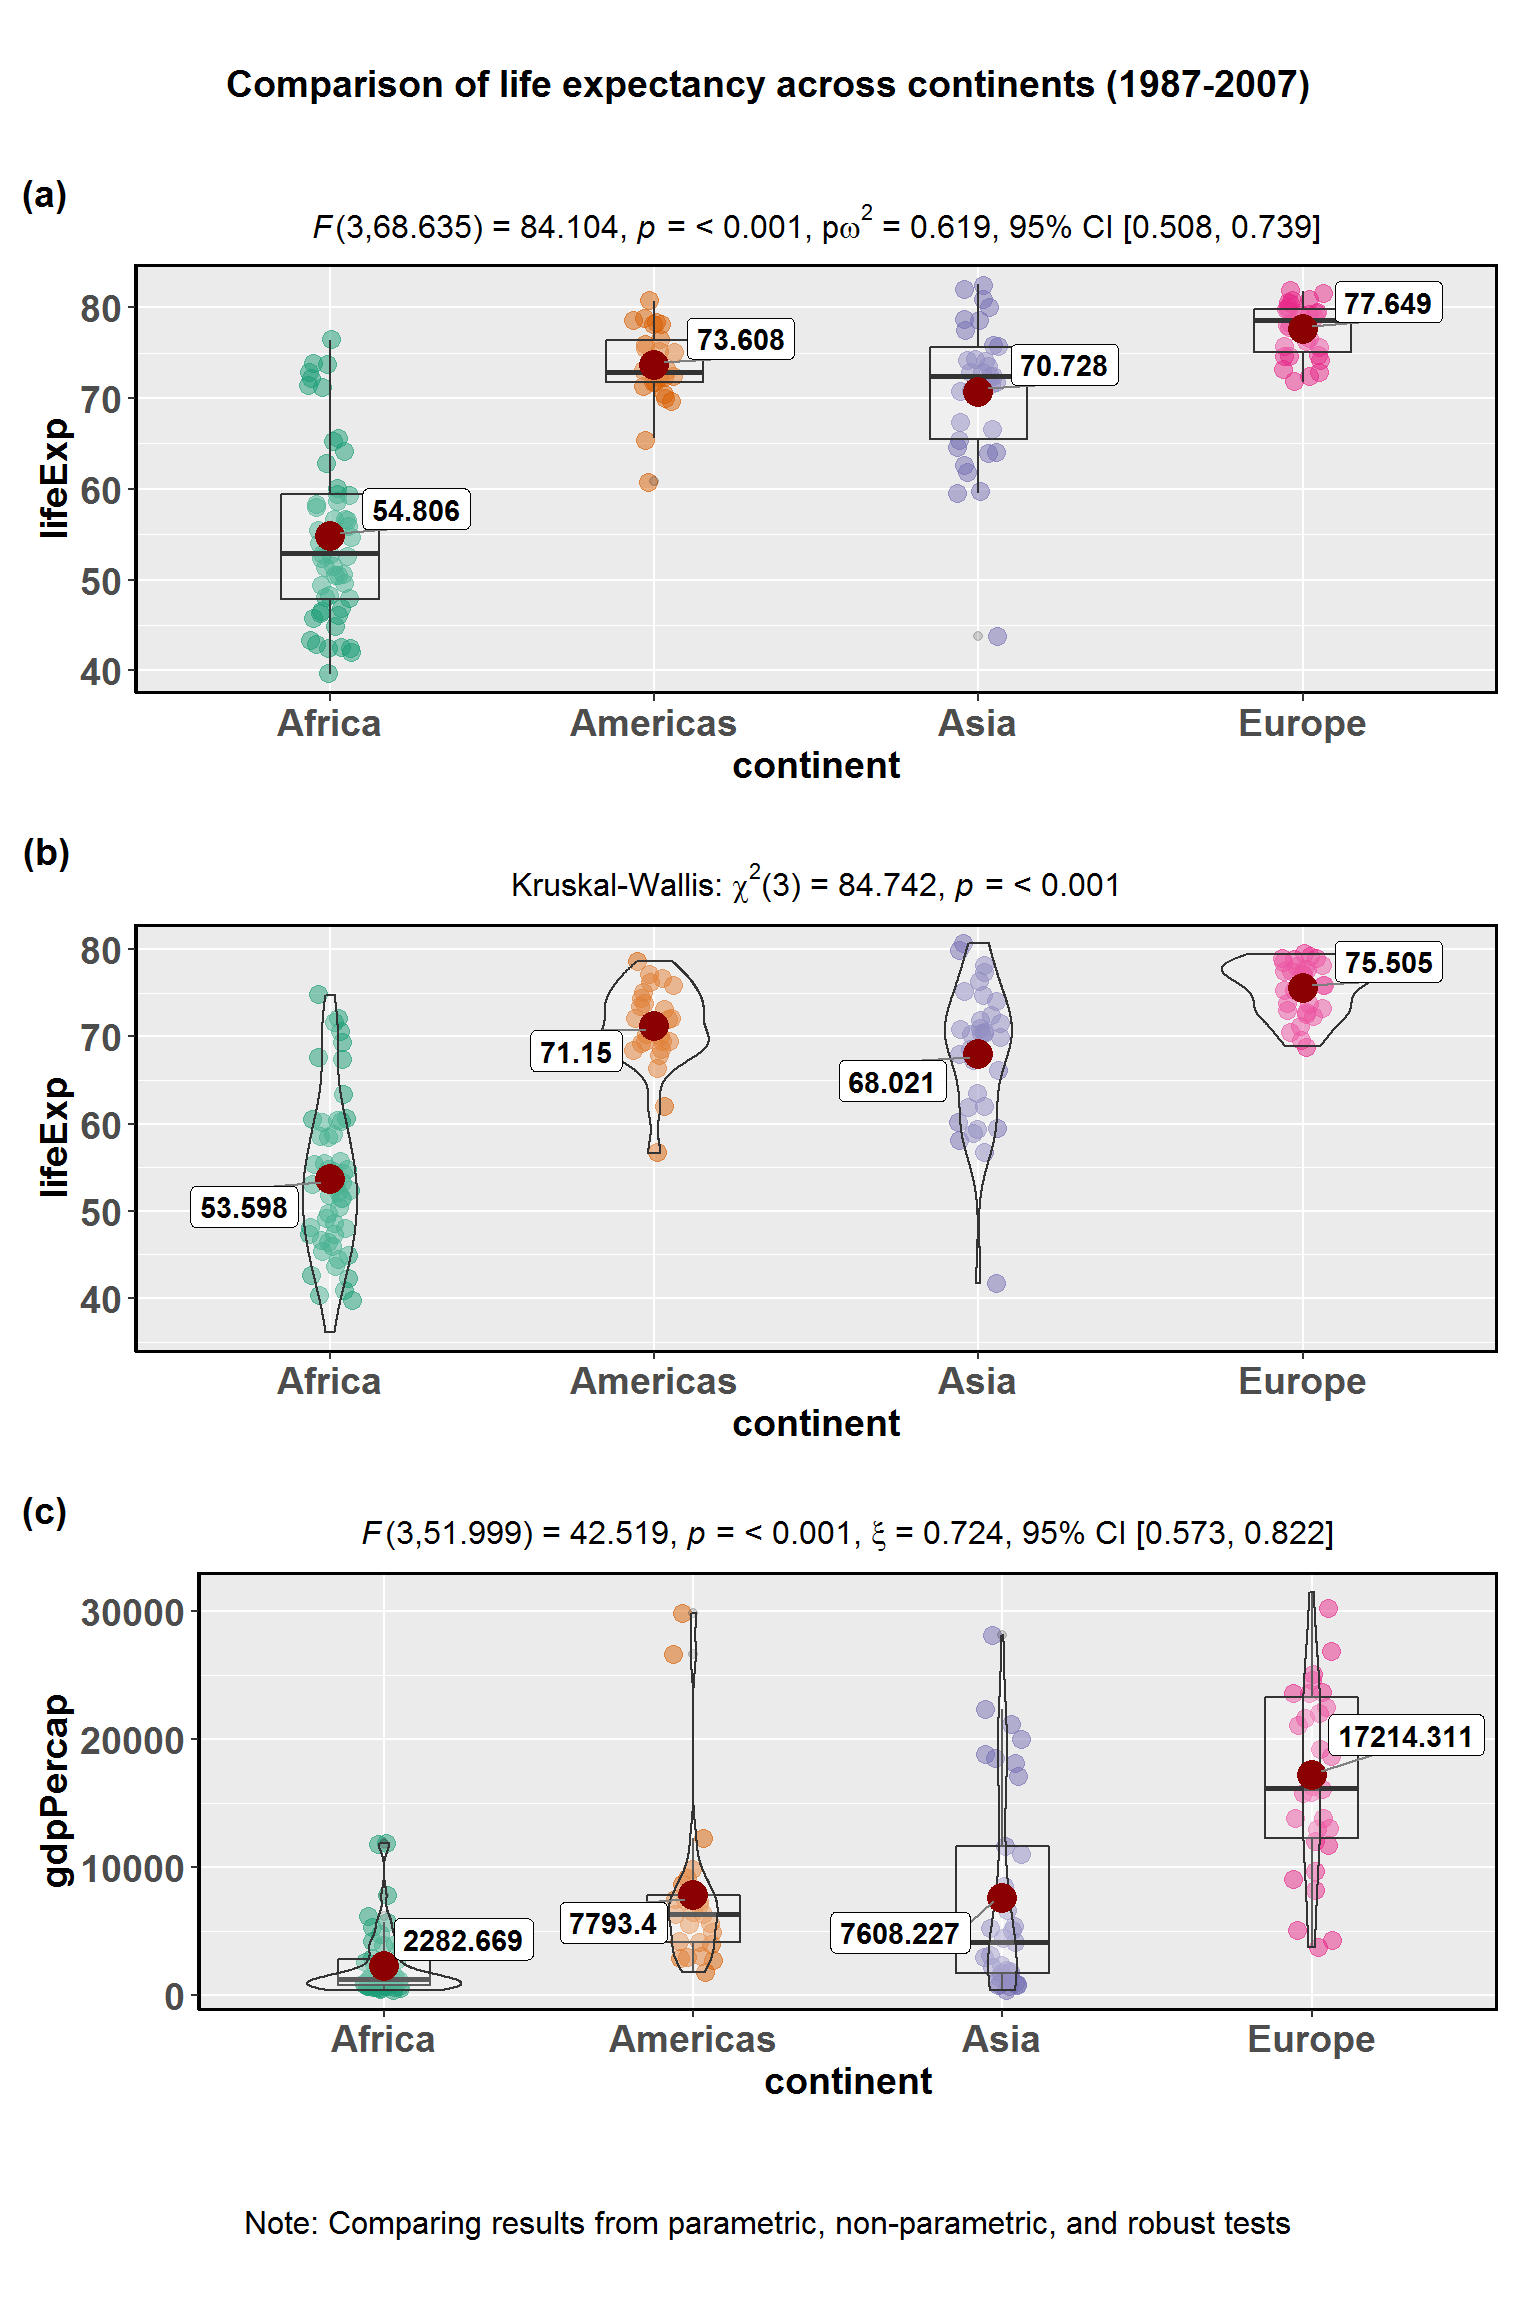 Comparison of life expectancy across continents (1987-2007)
(a)
F(3,68.635) = 84.104, p = < 0.001, pω² = 0.619, 95% CI [0.508, 0.739]
lifeExp
80
70
60
50
40
54.806
73.608
70.728
77.649
Africa Americas Asia Europe
continent
(b)
Kruskal-Wallis: χ²(3) = 84.742, p = < 0.001
lifeExp
80
70
60
50
40
53.598
71.15
68.021
75.505
Africa Americas Asia Europe
continent
(c)
F(3,51.999) = 42.519, p = < 0.001, ξ = 0.724, 95% CI [0.573, 0.822]
gdpPercap
30000
20000
10000
0
2282.669
7793.4
7608.227
17214.311
Africa Americas Asia Europe
continent
Note: Comparing results from parametric, non-parametric, and robust tests